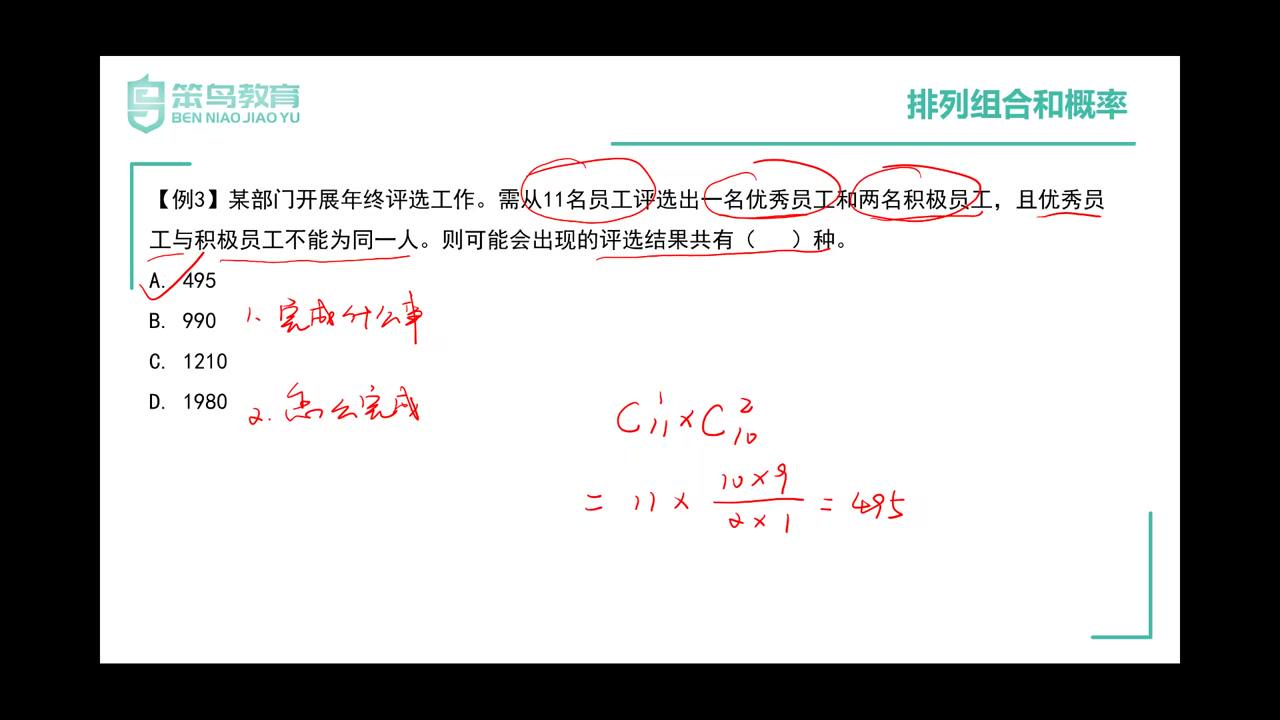 笨鸟教育
BEN NIAO JIAO YU
排列组合和概率
【例3】某部门开展年终评选工作。需从11名员工评选出一名优秀员工和两名积极员工，且优秀员
工与积极员工不能为同一人。则可能会出现的评选结果共有（ ）种。
A. 495
B. 990
1、完成什么事
C. 1210
D. 1980
2. 怎么完成
C₁₁¹×C₁₀²
= 11 × (10×9)/(2×1) = 495